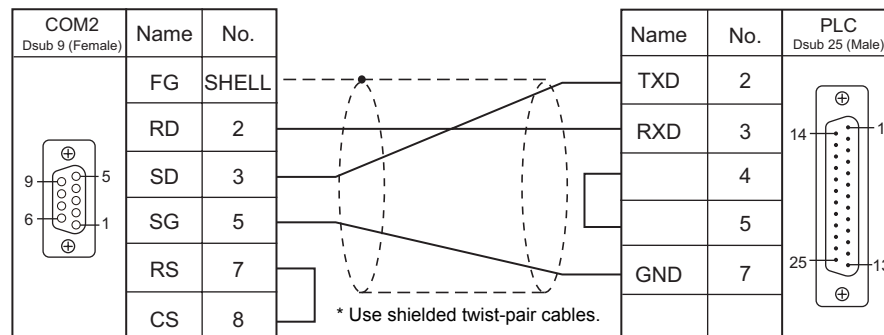 COM2
Dsub 9 (Female)
Name
No.
FG
SHELL
RD
2
SD
3
SG
5
RS
7
CS
8
9
5
6
1
* Use shielded twist-pair cables.
Name
No.
PLC
Dsub 25 (Male)
TXD
2
RXD
3
4
5
GND
7
14
1
25
13